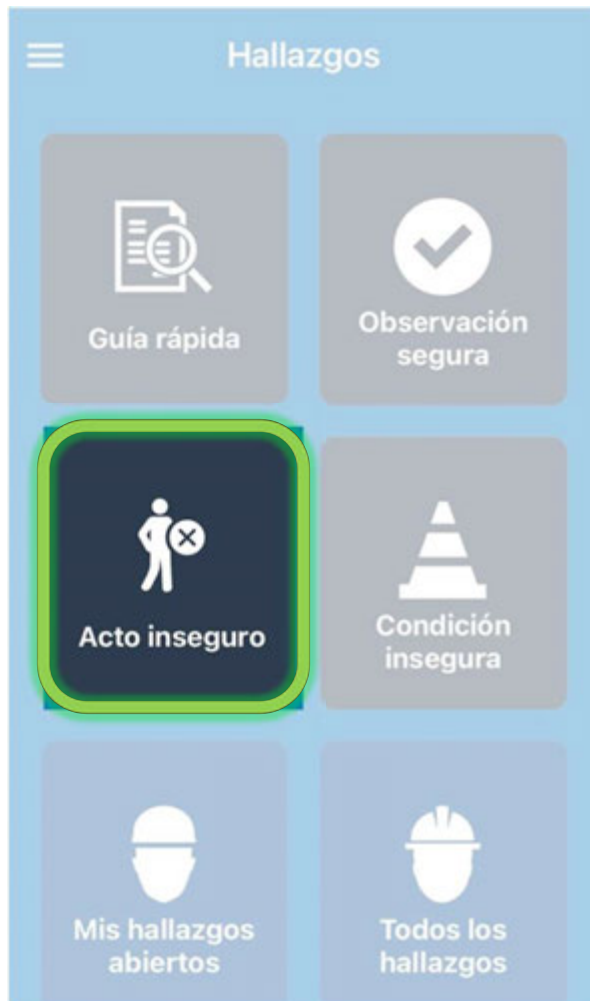 Hallazgos
Guía rápida
Observación
segura
Acto inseguro
Condición
insegura
Mis hallazgos
abiertos
Todos los
hallazgos